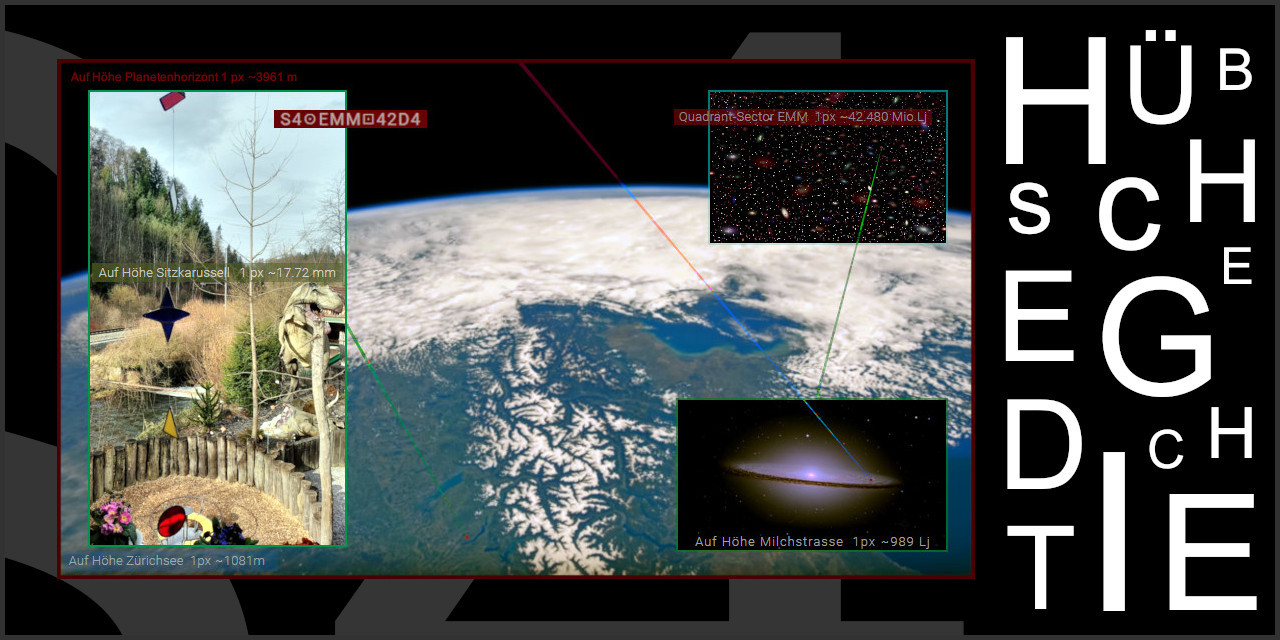 Auf Höhe Planetenhorizont 1 px ~3961 m
S4⊙EMM⊡42D4
Quadrant-Sector EMM 1px ~42.480 Mio.Lj
Auf Höhe Sitzkarussell 1 px ~17.72 mm
Auf Höhe Milchstrasse 1px ~989 Lj
Auf Höhe Zürichsee 1px ~1081m
HÜB
scH
E
EG
D
cH
TIE